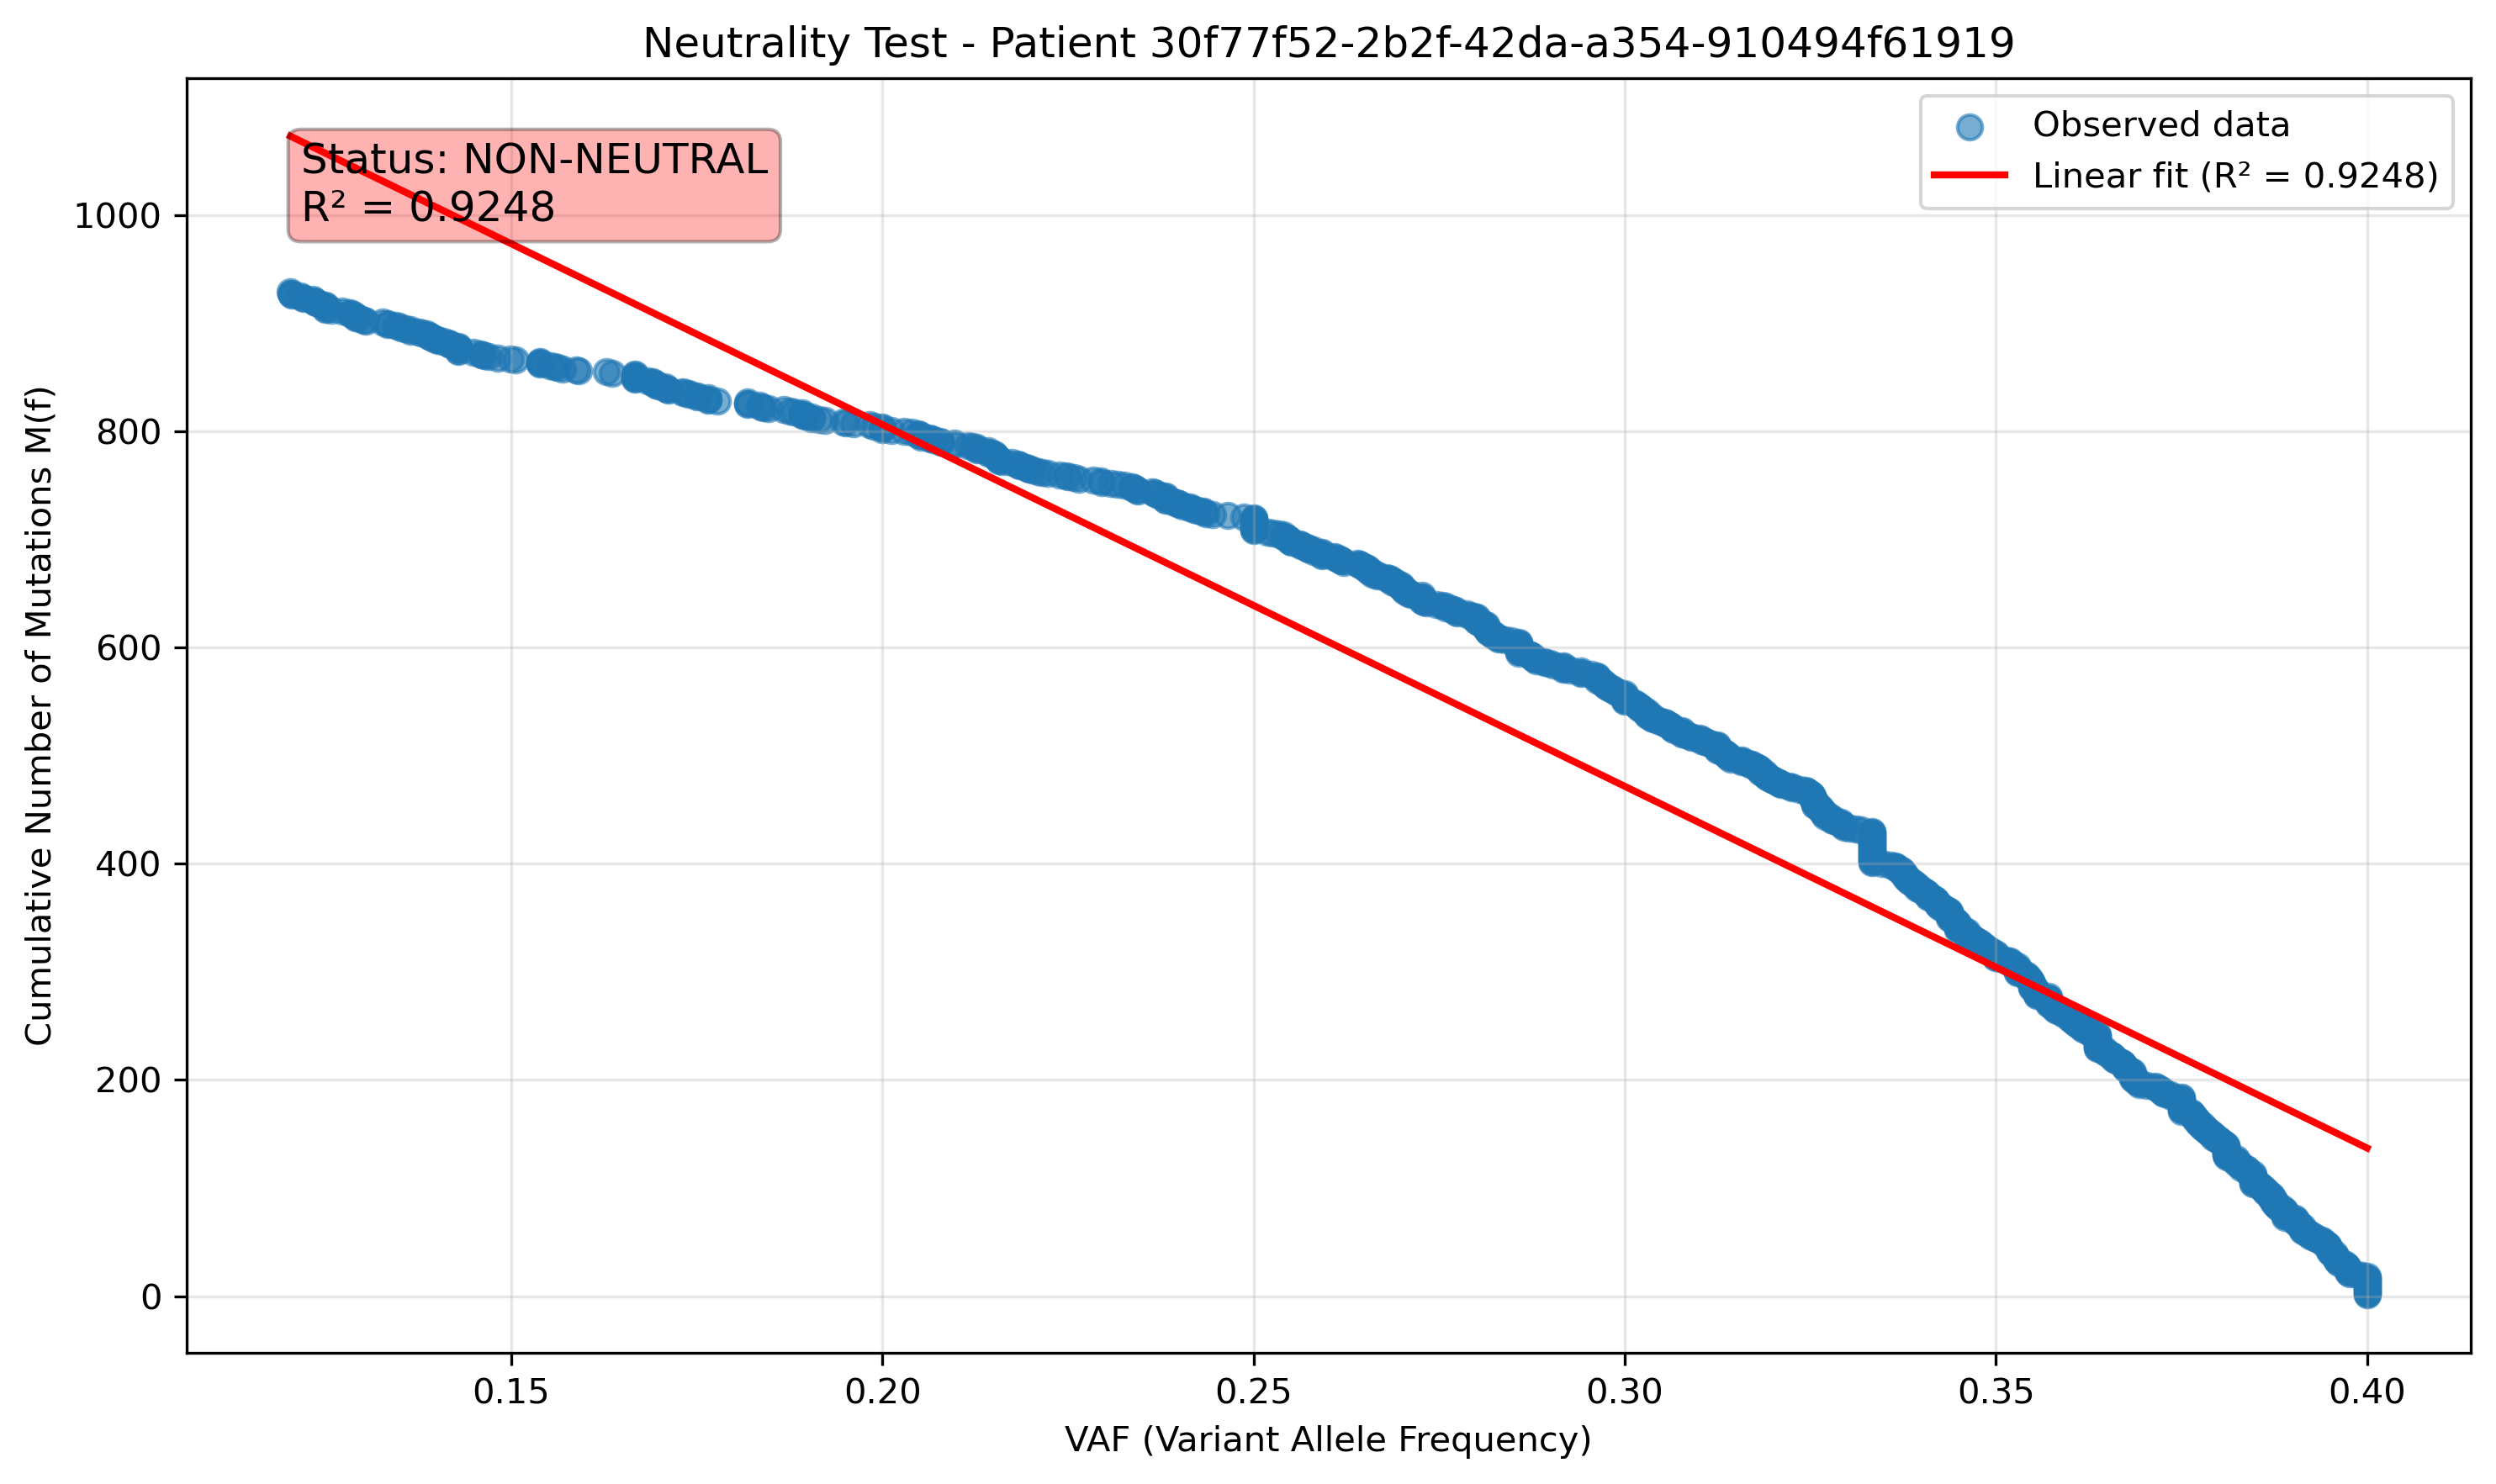 Neutrality Test - Patient 30f77f52-2b2f-42da-a354-910494f61919
Status: NON-NEUTRAL
R² = 0.9248
Observed data
Linear fit (R² = 0.9248)
Cumulative Number of Mutations M(f)
1000
800
600
400
200
0
0.15
0.20
0.25
0.30
0.35
0.40
VAF (Variant Allele Frequency)